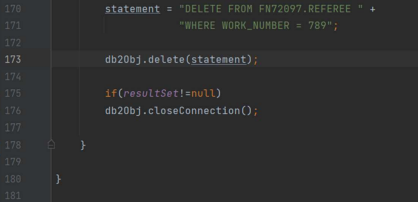 170 statement = "DELETE FROM FN72097.REFEREE " +
171 "WHERE WORK_NUMBER = 789";
172
173 db2Obj.delete(statement);
174
175 if(resultSet!=null)
176 db2Obj.closeConnection();
177
178 }
179
180 }
181